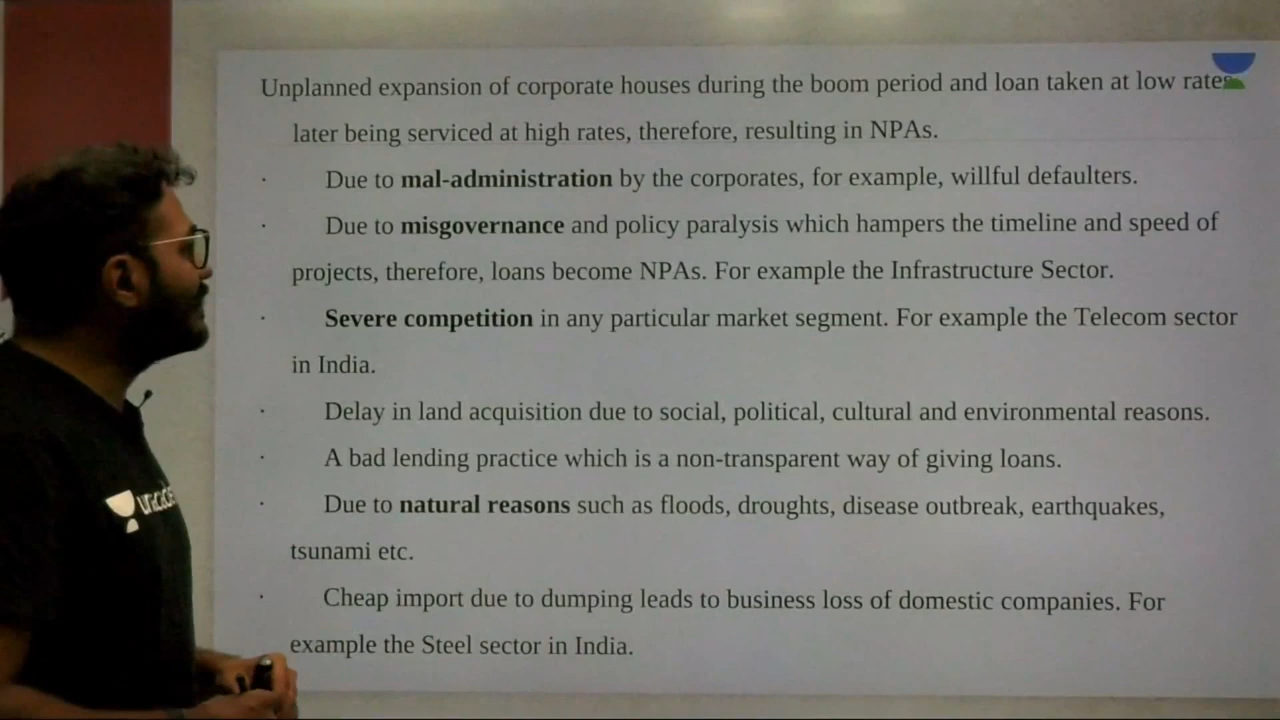 Unplanned expansion of corporate houses during the boom period and loan taken at low rates
later being serviced at high rates, therefore, resulting in NPAs.
· Due to mal-administration by the corporates, for example, willful defaulters.
· Due to misgovernance and policy paralysis which hampers the timeline and speed of
projects, therefore, loans become NPAs. For example the Infrastructure Sector.
· Severe competition in any particular market segment. For example the Telecom sector
in India.
· Delay in land acquisition due to social, political, cultural and environmental reasons.
· A bad lending practice which is a non-transparent way of giving loans.
· Due to natural reasons such as floods, droughts, disease outbreak, earthquakes,
tsunami etc.
· Cheap import due to dumping leads to business loss of domestic companies. For
example the Steel sector in India.